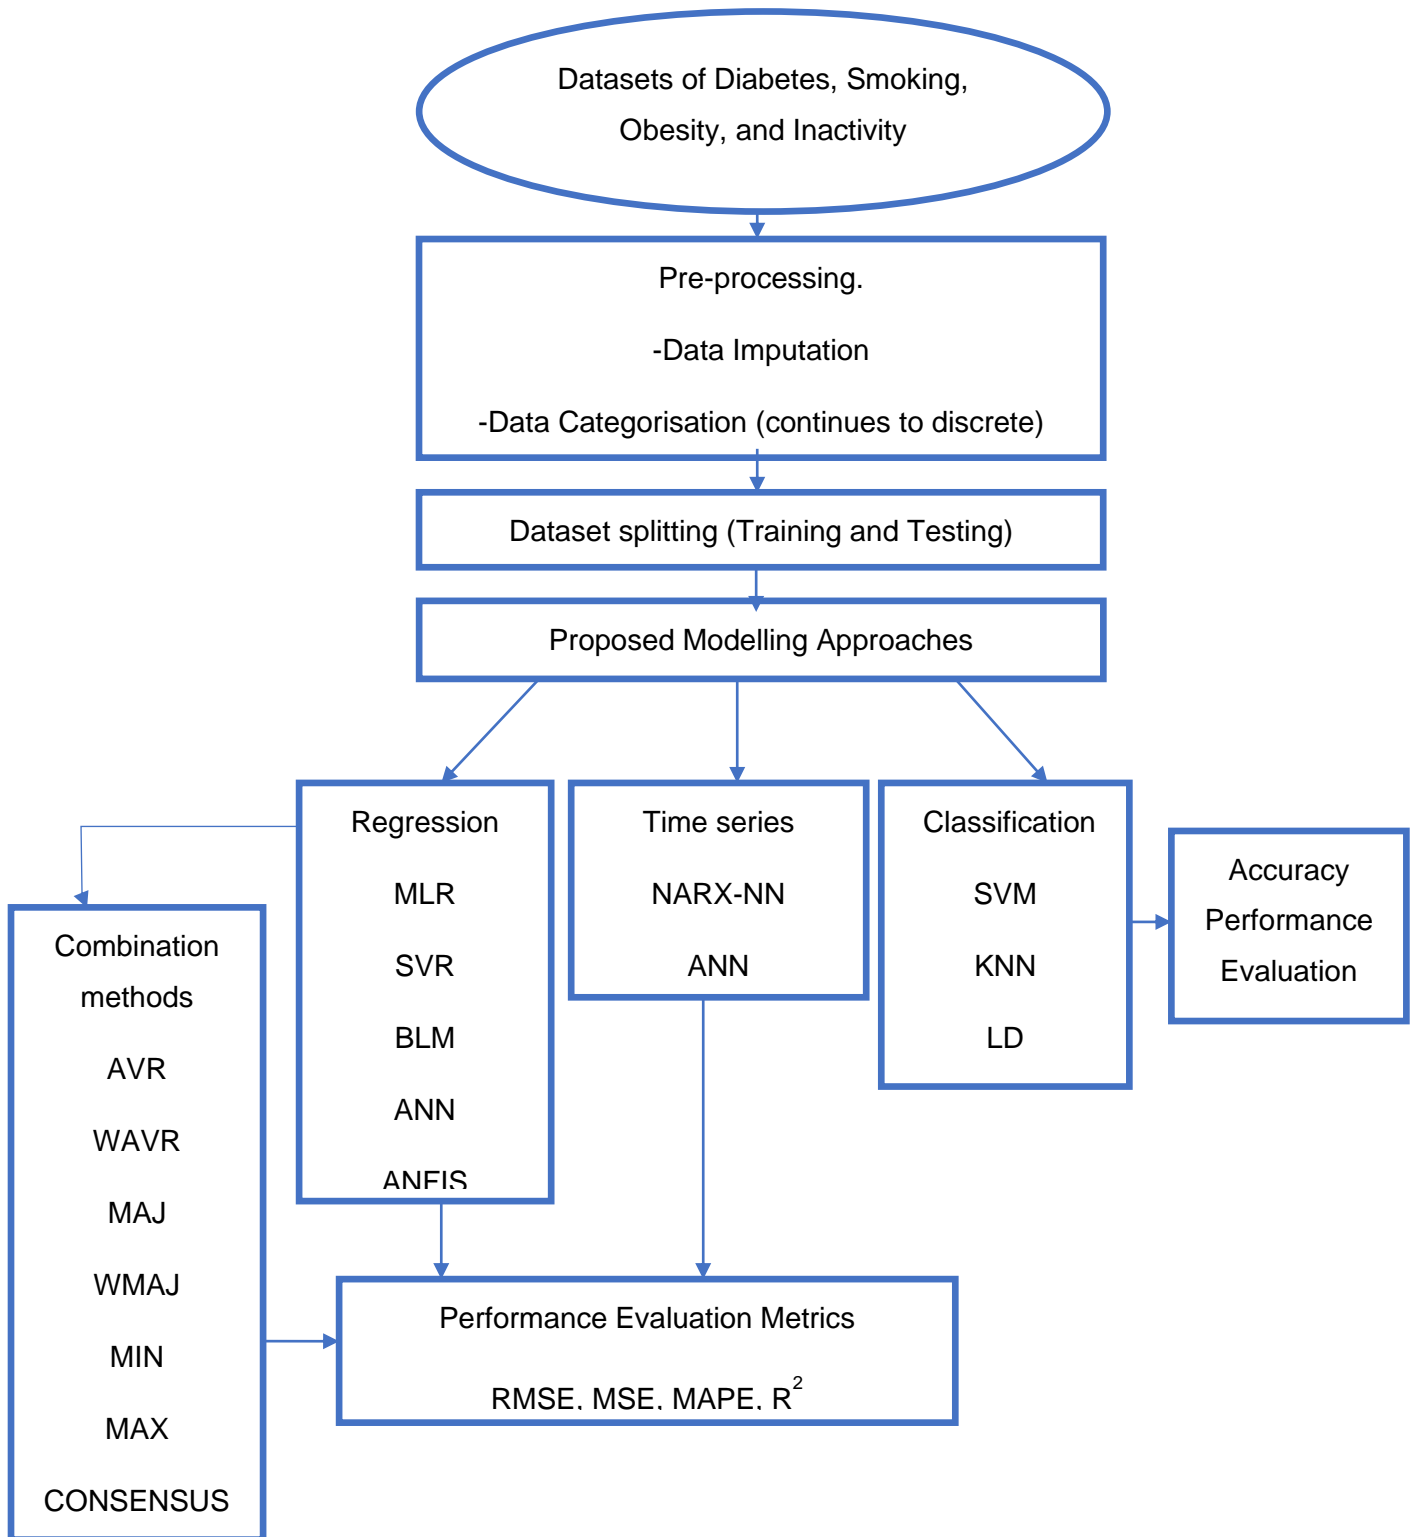 Datasets of Diabetes, Smoking,
Obesity, and Inactivity
Pre-processing.
-Data Imputation
-Data Categorisation (continues to discrete)
Dataset splitting (Training and Testing)
Proposed Modelling Approaches
Regression
MLR
SVR
BLM
ANN
ANFIS
Time series
NARX-NN
ANN
Classification
SVM
KNN
LD
Accuracy
Performance
Evaluation
Combination
methods
AVR
WAVR
MAJ
WMAJ
MIN
MAX
CONSENSUS
Performance Evaluation Metrics
RMSE, MSE, MAPE, R²